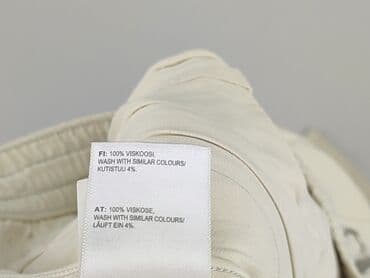 FI: 100% VISKOOSI,
WASH WITH SIMILAR COLOURS/
KUTISTUU 4%.
AT: 100% VISKOSE,
WASH WITH SIMILAR COLOURS/
LÄUFT EIN 4%.